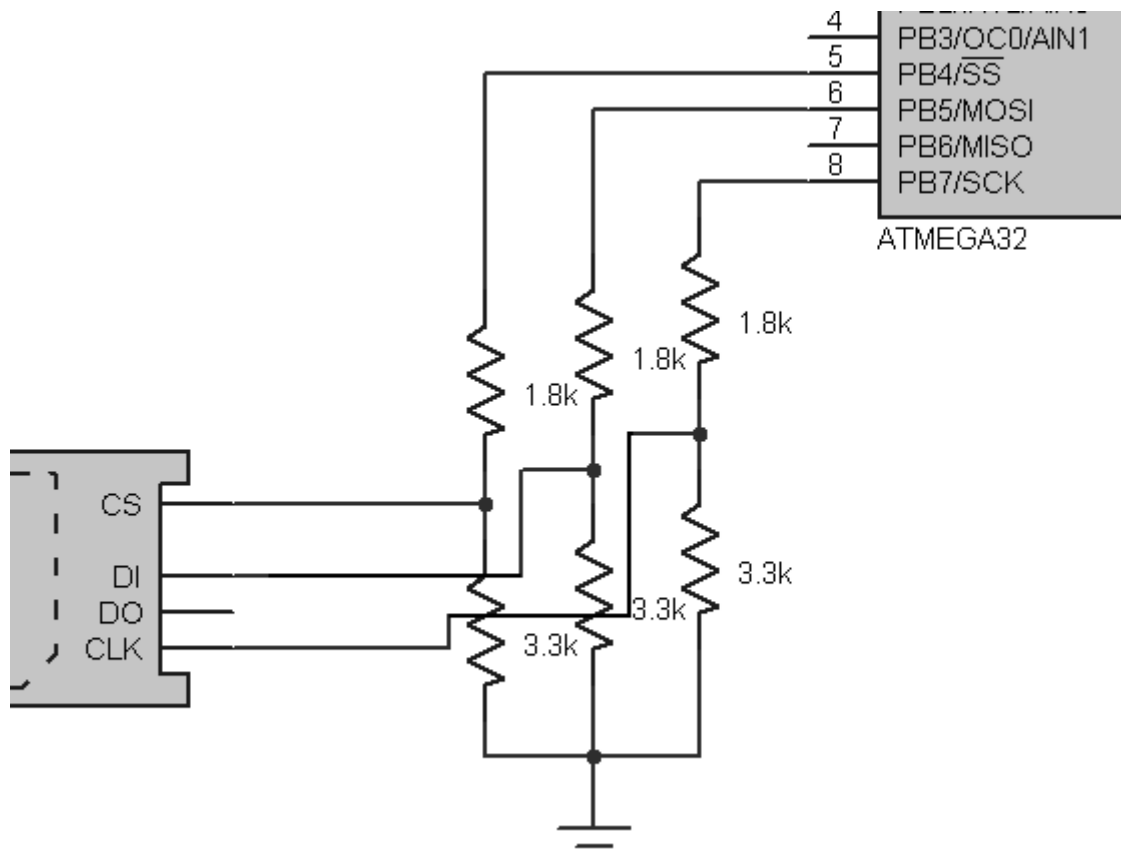 4
PB3/OC0/AIN1
5
PB4/SS
6
PB5/MOSI
7
PB6/MISO
8
PB7/SCK
ATMEGA32
1.8k
1.8k
1.8k
CS
DI
DO
CLK
3.3k
3.3k
3.3k